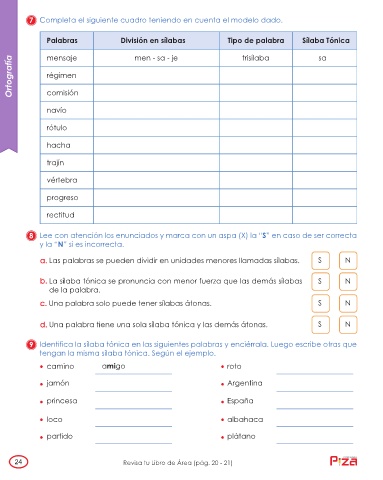 Ortografía
7 Completa el siguiente cuadro teniendo en cuenta el modelo dado.
Palabras División en sílabas Tipo de palabra Sílaba Tónica
mensaje men - sa - je trisílaba sa
régimen
comisión
navío
rótulo
hacha
trajín
vértebra
progreso
rectitud
8 Lee con atención los enunciados y marca con un aspa (X) la "S" en caso de ser correcta
y la "N" si es incorrecta.
a. Las palabras se pueden dividir en unidades menores llamadas sílabas. S N
b. La sílaba tónica se pronuncia con menor fuerza que las demás sílabas S N
de la palabra.
c. Una palabra solo puede tener sílabas átonas. S N
d. Una palabra tiene una sola sílaba tónica y las demás átonas. S N
9 Identifica la sílaba tónica en las siguientes palabras y enciérrala. Luego escribe otras que
tengan la misma sílaba tónica. Según el ejemplo.
• camino amigo • roto
• jamón • Argentina
• princesa • España
• loco • albahaca
• partido • plátano
24 Revisa tu Libro de Área (pág. 20 - 21)